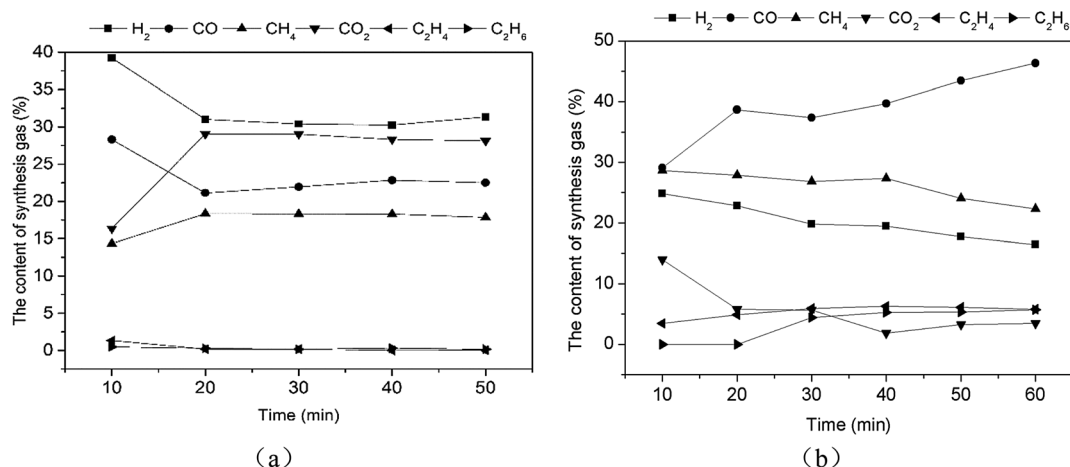 H2 CO CH4 CO2 C2H4 C2H6
The content of synthesis gas (%)
40
35
30
25
20
15
10
5
0
10 20 30 40 50
Time (min)
(a)
H2 CO CH4 CO2 C2H4 C2H6
The content of synthesis gas (%)
50
40
30
20
10
0
10 20 30 40 50 60
Time (min)
(b)